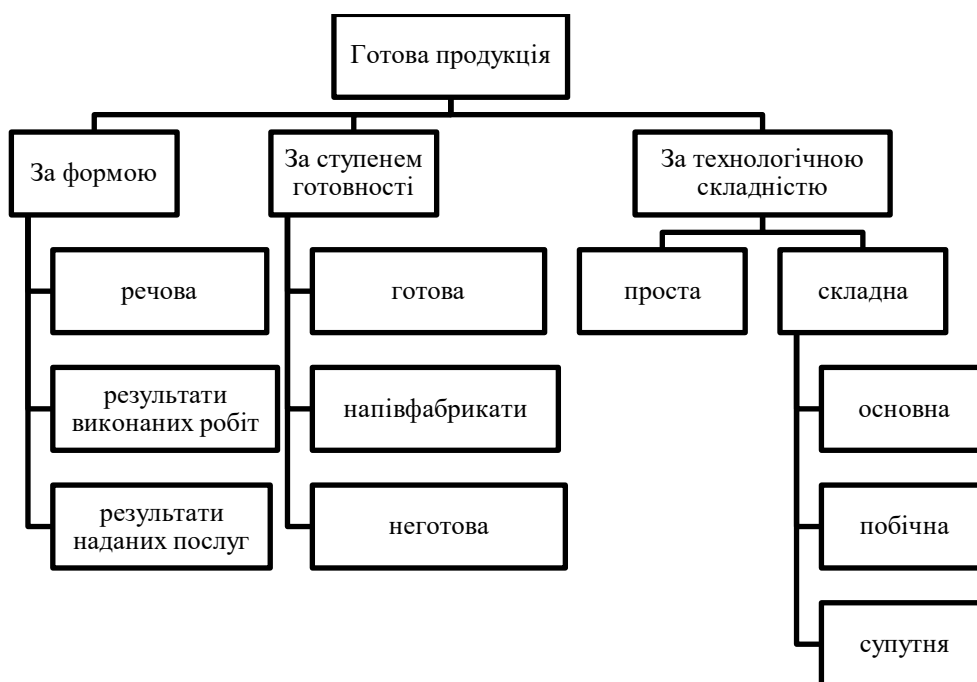 Готова продукція
За формою
речова
результати
виконаних робіт
результати
наданих послуг
За ступенем
готовності
готова
напівфабрикати
неготова
За технологічною
складністю
проста
складна
основна
побічна
супутня